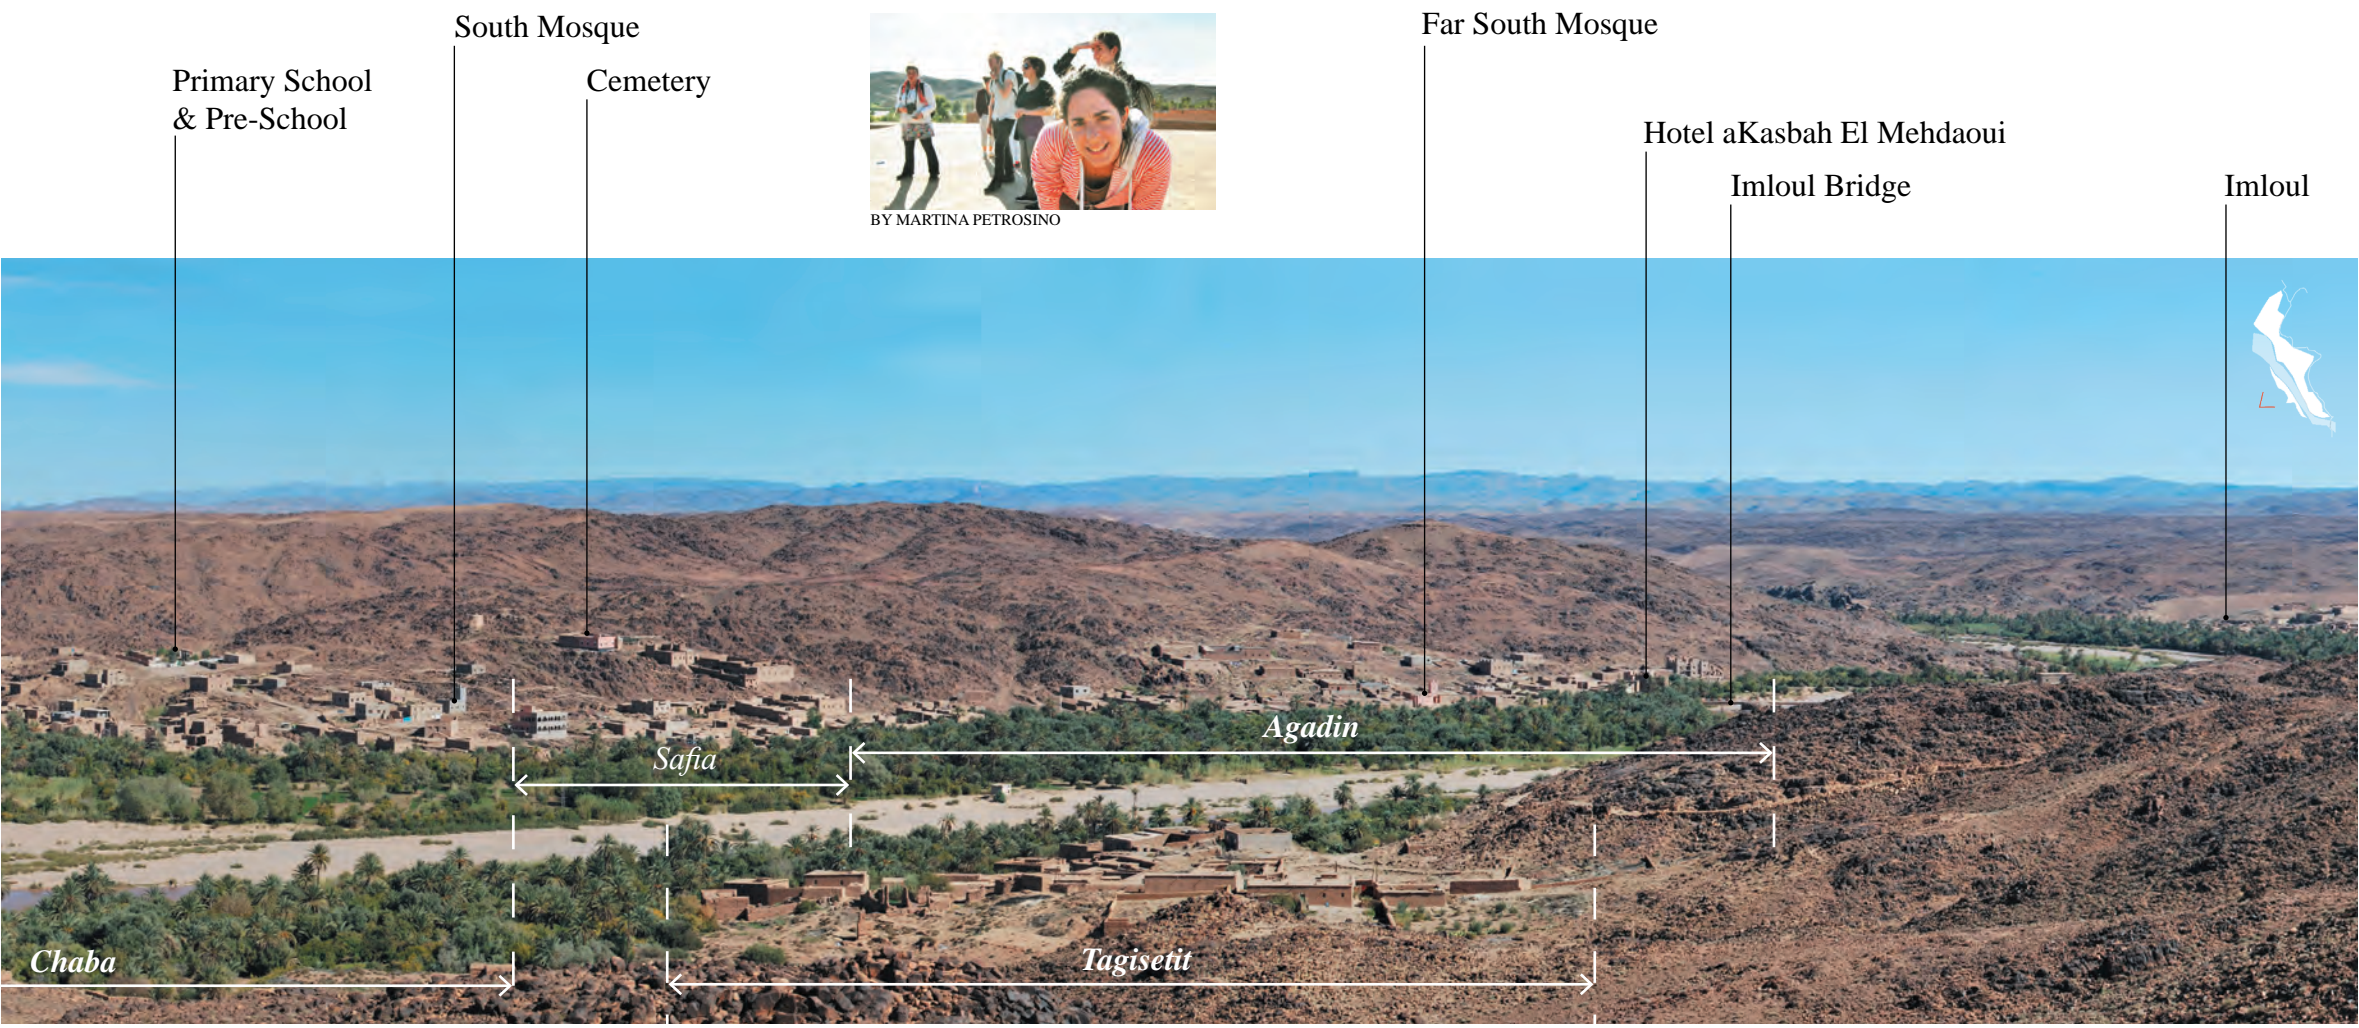 South Mosque
Far South Mosque
Primary School
& Pre-School
Cemetery
Hotel aKasbah El Mehdaoui
Imloul Bridge
Imloul
BY MARTINA PETROSINO
Agadin
Safia
Chaba
Tagisetit